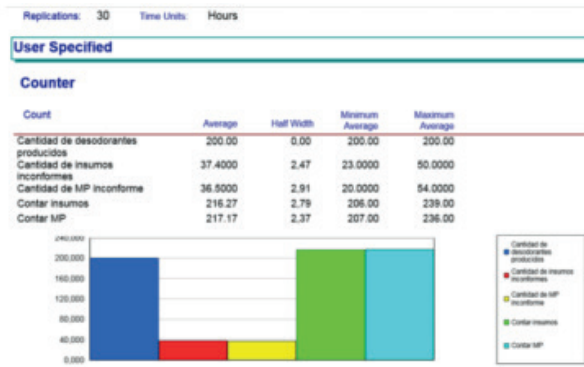 Replications: 30 Time Units: Hours
User Specified
Counter
Count Average Half Width Minimum Average Maximum Average
Cantidad de desodorantes producidos 200.00 0,00 200.00 200.00
Cantidad de insumos inconformes 37.4000 2,47 23.0000 50.0000
Cantidad de MP inconforme 36.5000 2,91 20.0000 54.0000
Contar insumos 216.27 2,79 206.00 239.00
Contar MP 217.17 2,37 207.00 236.00
240,000
200,000
160,000
120,000
80,000
40,000
0,000
Cantidad de desodorantes producidos
Cantidad de insumos inconformes
Cantidad de MP inconforme
Contar insumos
Contar MP